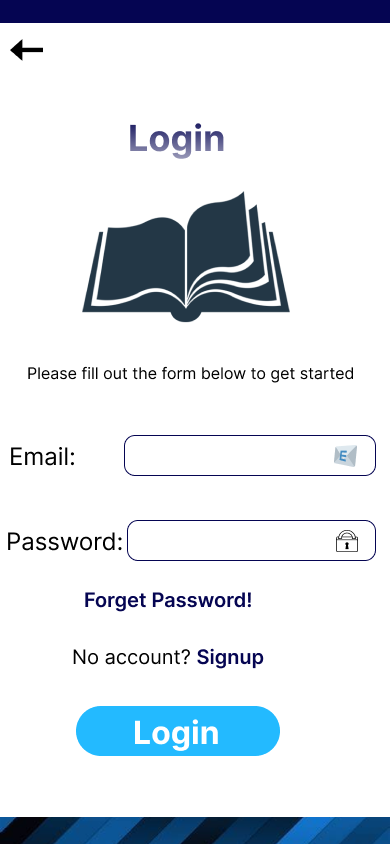 Login
Please fill out the form below to get started
Email:
E
Password:
Forget Password!
No account? Signup
Login